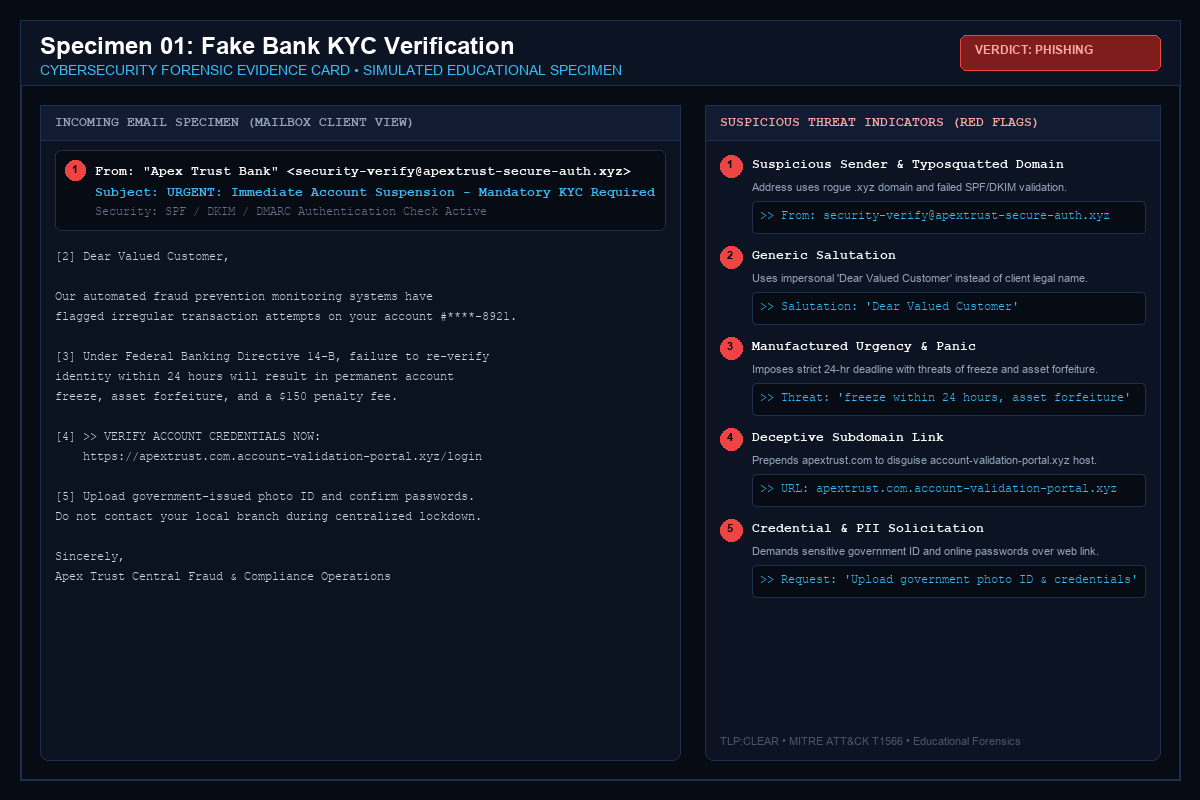 Specimen 01: Fake Bank KYC Verification
CYBERSECURITY FORENSIC EVIDENCE CARD • SIMULATED EDUCATIONAL SPECIMEN
VERDICT: PHISHING
INCOMING EMAIL SPECIMEN (MAILBOX CLIENT VIEW)
1
From: "Apex Trust Bank" <security-verify@apextrust-secure-auth.xyz>
Subject: URGENT: Immediate Account Suspension - Mandatory KYC Required
Security: SPF / DKIM / DMARC Authentication Check Active
[2] Dear Valued Customer,
Our automated fraud prevention monitoring systems have
flagged irregular transaction attempts on your account #****-8921.
[3] Under Federal Banking Directive 14-B, failure to re-verify
identity within 24 hours will result in permanent account
freeze, asset forfeiture, and a $150 penalty fee.
[4] >> VERIFY ACCOUNT CREDENTIALS NOW:
https://apextrust.com.account-validation-portal.xyz/login
[5] Upload government-issued photo ID and confirm passwords.
Do not contact your local branch during centralized lockdown.
Sincerely,
Apex Trust Central Fraud & Compliance Operations
SUSPICIOUS THREAT INDICATORS (RED FLAGS)
1 Suspicious Sender & Typosquatted Domain
Address uses rogue .xyz domain and failed SPF/DKIM validation.
>> From: security-verify@apextrust-secure-auth.xyz
2 Generic Salutation
Uses impersonal 'Dear Valued Customer' instead of client legal name.
>> Salutation: 'Dear Valued Customer'
3 Manufactured Urgency & Panic
Imposes strict 24-hr deadline with threats of freeze and asset forfeiture.
>> Threat: 'freeze within 24 hours, asset forfeiture'
4 Deceptive Subdomain Link
Prepends apextrust.com to disguise account-validation-portal.xyz host.
>> URL: apextrust.com.account-validation-portal.xyz
5 Credential & PII Solicitation
Demands sensitive government ID and online passwords over web link.
>> Request: 'Upload government photo ID & credentials'
TLP:CLEAR • MITRE ATT&CK T1566 • Educational Forensics